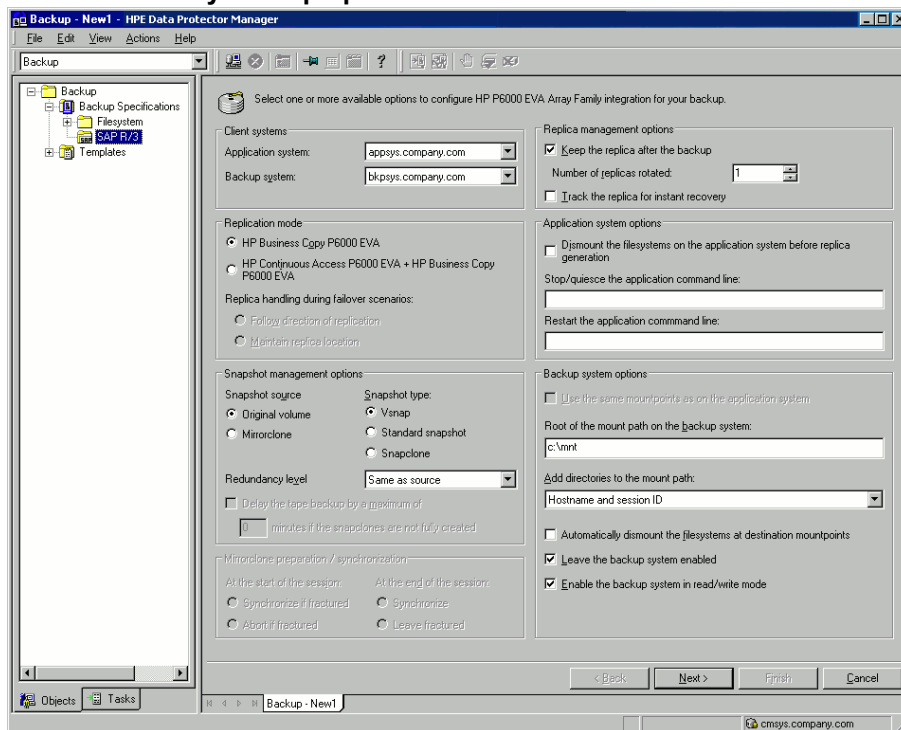 Backup - New1 - HPE Data Protector Manager
File Edit View Actions Help
Backup
Backup
Backup Specifications
Filesystem
SAP R/3
Templates
Select one or more available options to configure HP P6000 EVA Array Family integration for your backup.
Client systems
Application system: appsys.company.com
Backup system: bkpsys.company.com
Replication mode
HP Business Copy P6000 EVA
HP Continuous Access P6000 EVA + HP Business Copy
P6000 EVA
Replica handling during failover scenarios:
Follow direction of replication
Maintain replica location
Snapshot management options
Snapshot source Snapshot type:
Original volume Vsnap
Mirrorclone Standard snapshot
Snapclone
Redundancy level Same as source
Delay the tape backup by a maximum of
0 minutes if the snapclones are not fully created
Mirrorclone preparation / synchronization
At the start of the session: At the end of the session:
Synchronize if fractured Synchronize
Abort if fractured Leave fractured
Replica management options
Keep the replica after the backup
Number of replicas rotated: 1
Track the replica for instant recovery
Application system options
Dismount the filesystems on the application system before replica
generation
Stop/quiesce the application command line:
Restart the application commmand line:
Backup system options
Use the same mountpoints as on the application system
Root of the mount path on the backup system:
c:\mnt
Add directories to the mount path:
Hostname and session ID
Automatically dismount the filesystems at destination mountpoints
Leave the backup system enabled
Enable the backup system in read/write mode
< Back Next > Finish Cancel
Objects Tasks
Backup - New1
cmsys.company.com